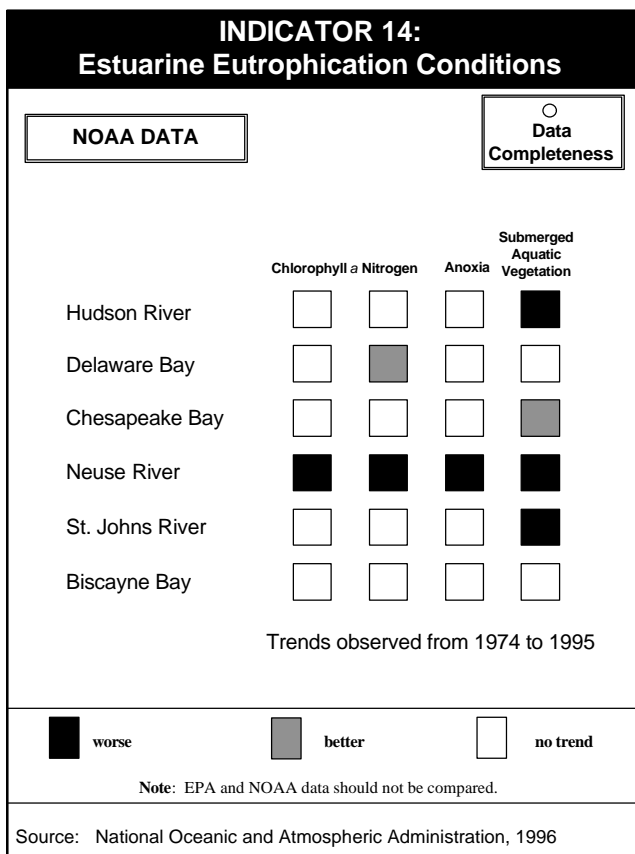 INDICATOR 14:
Estuarine Eutrophication Conditions
NOAA DATA
Data
Completeness
Submerged
Aquatic
Chlorophyll a Nitrogen Anoxia Vegetation
Hudson River
Delaware Bay
Chesapeake Bay
Neuse River
St. Johns River
Biscayne Bay
Trends observed from 1974 to 1995
worse better no trend
Note: EPA and NOAA data should not be compared.
Source: National Oceanic and Atmospheric Administration, 1996